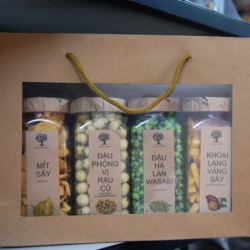 MÍT
SẤY
ĐẬU
PHỘNG
VỊ
RAU
CỦ
ĐẬU
HÀ
LAN
WASABI
KHOAI
LANG
VÀNG
SẤY